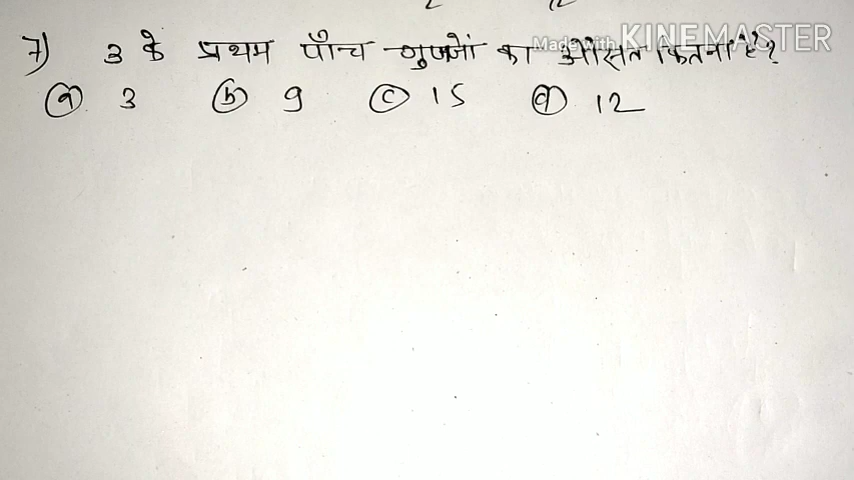 7) 3 के प्रथम पाँच गुणजों का औसत कितना है?
Made with KINEMASTER
(a) 3 (b) 9 (c) 15 (d) 12